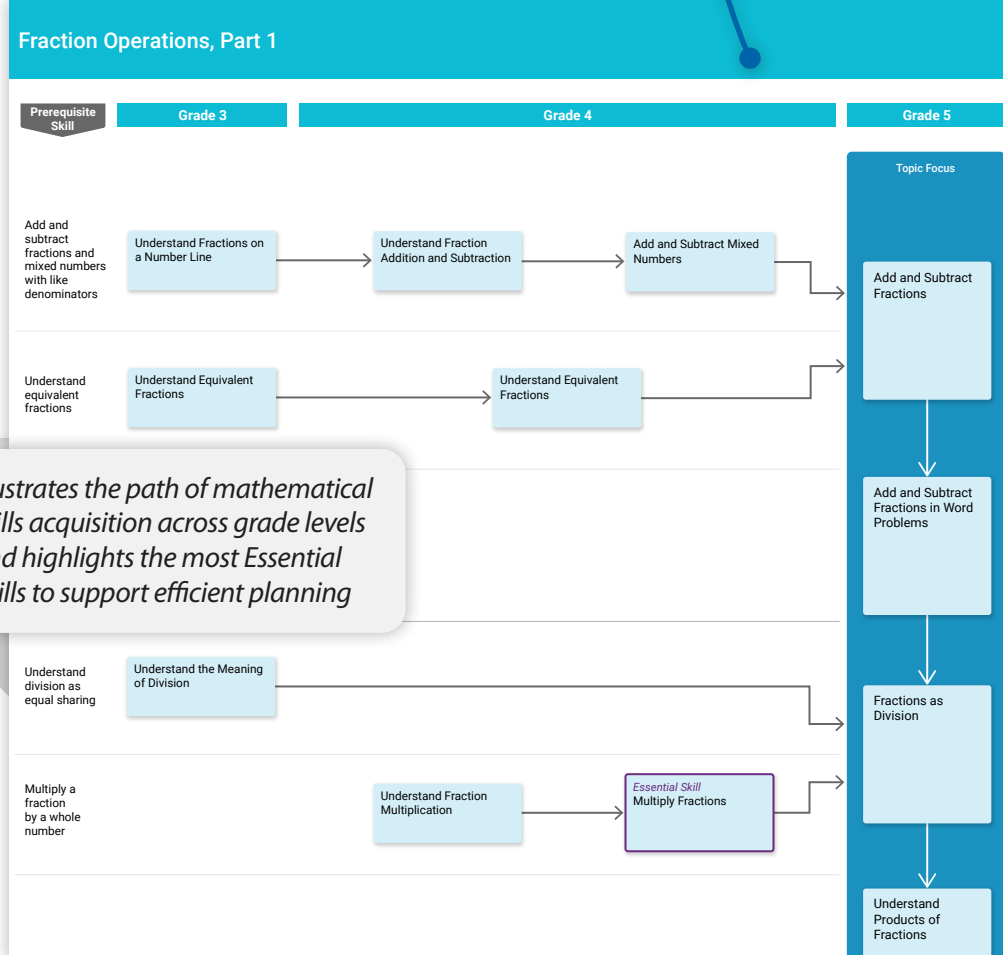 Fraction Operations, Part 1
Prerequisite
Skill
Grade 3
Grade 4
Grade 5
Topic Focus
Add and
subtract
fractions and
mixed numbers
with like
denominators
Understand Fractions on
a Number Line
Understand Fraction
Addition and Subtraction
Add and Subtract Mixed
Numbers
Add and Subtract
Fractions
Understand
equivalent
fractions
Understand Equivalent
Fractions
Understand Equivalent
Fractions
the path of mathematical
acquisition across grade levels
highlights the most Essential
to support efficient planning
Add and Subtract
Fractions in Word
Problems
Understand
division as
equal sharing
Understand the Meaning
of Division
Fractions as
Division
Multiply a
fraction
by a whole
number
Understand Fraction
Multiplication
Essential Skill
Multiply Fractions
Understand
Products of
Fractions